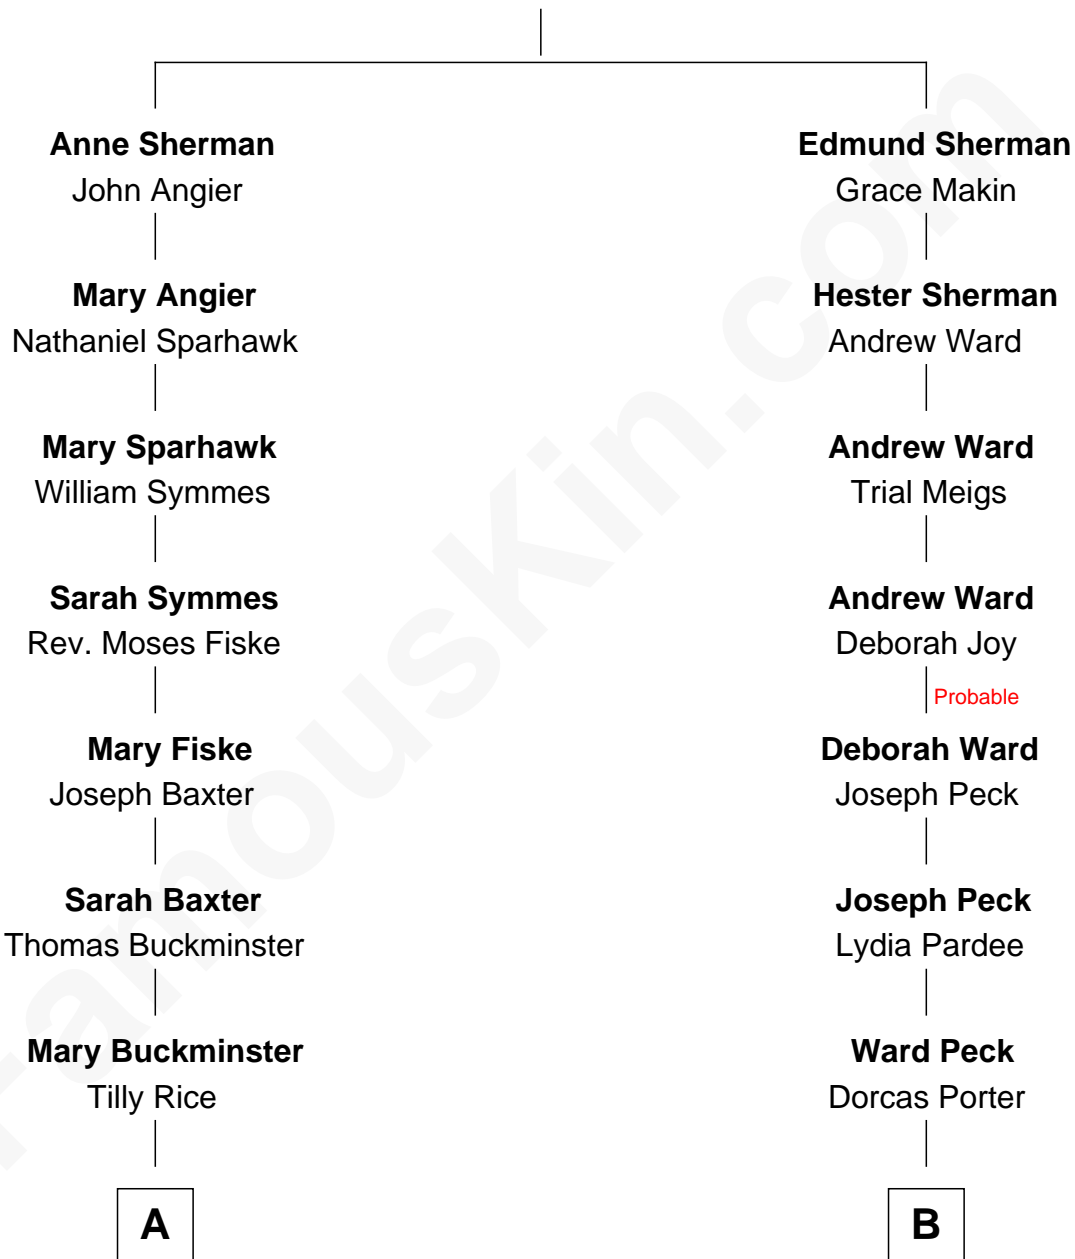 Anne Sherman
John Angier
Mary Angier
Nathaniel Sparhawk
Mary Sparhawk
William Symmes
Sarah Symmes
Rev. Moses Fiske
Mary Fiske
Joseph Baxter
Sarah Baxter
Thomas Buckminster
Mary Buckminster
Tilly Rice
A
Edmund Sherman
Grace Makin
Hester Sherman
Andrew Ward
Andrew Ward
Trial Meigs
Andrew Ward
Deborah Joy
Probable
Deborah Ward
Joseph Peck
Joseph Peck
Lydia Pardee
Ward Peck
Dorcas Porter
B
FamousKin.com